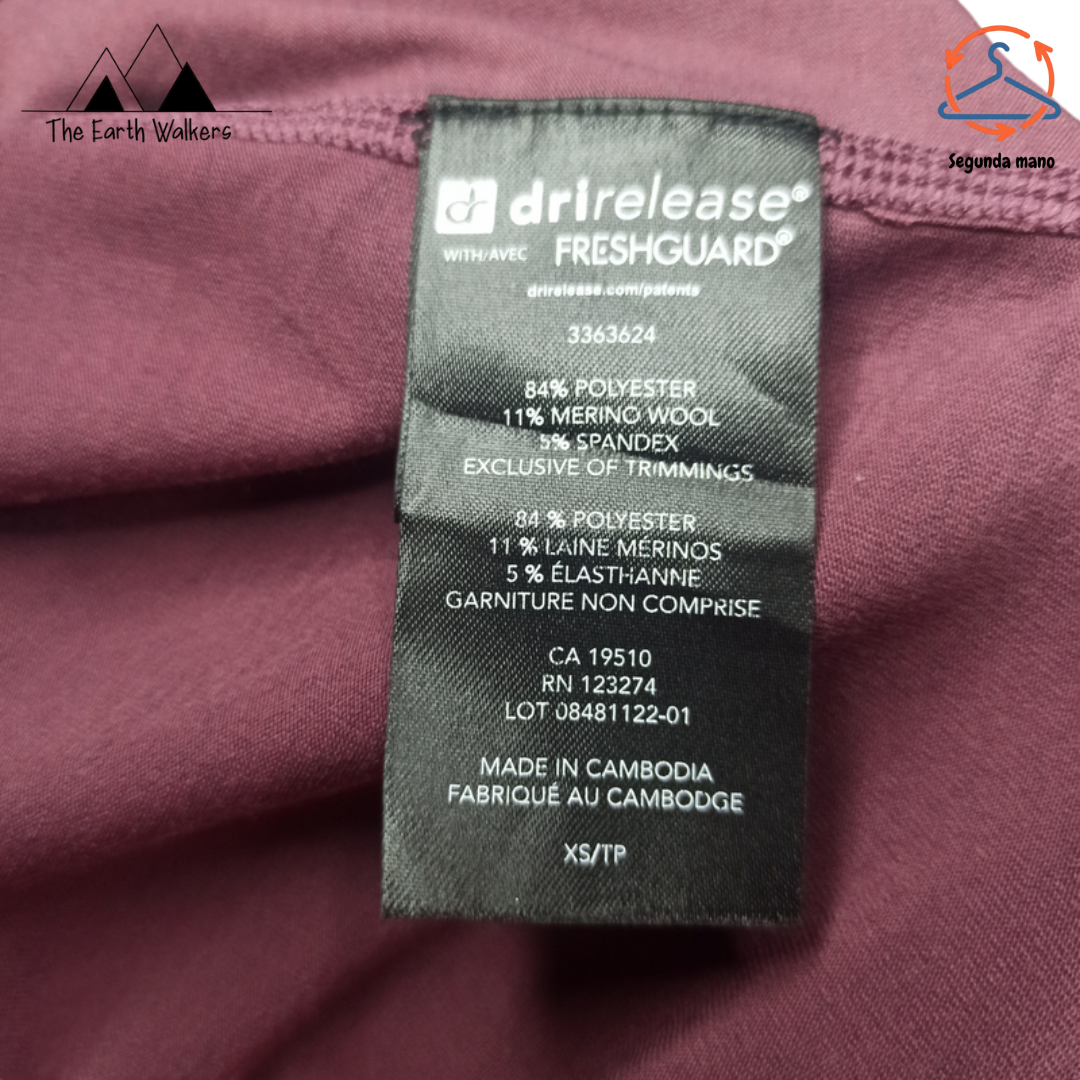 The Earth Walkers
Segunda mano
dr drirelease®
WITH/AVEC FRESHGUARD®
drirelease.com/patents
3363624
84% POLYESTER
11% MERINO WOOL
5% SPANDEX
EXCLUSIVE OF TRIMMINGS
84 % POLYESTER
11 % LAINE MERINOS
5 % ÉLASTHANNE
GARNITURE NON COMPRISE
CA 19510
RN 123274
LOT 08481122-01
MADE IN CAMBODIA
FABRIQUÉ AU CAMBODGE
XS/TP